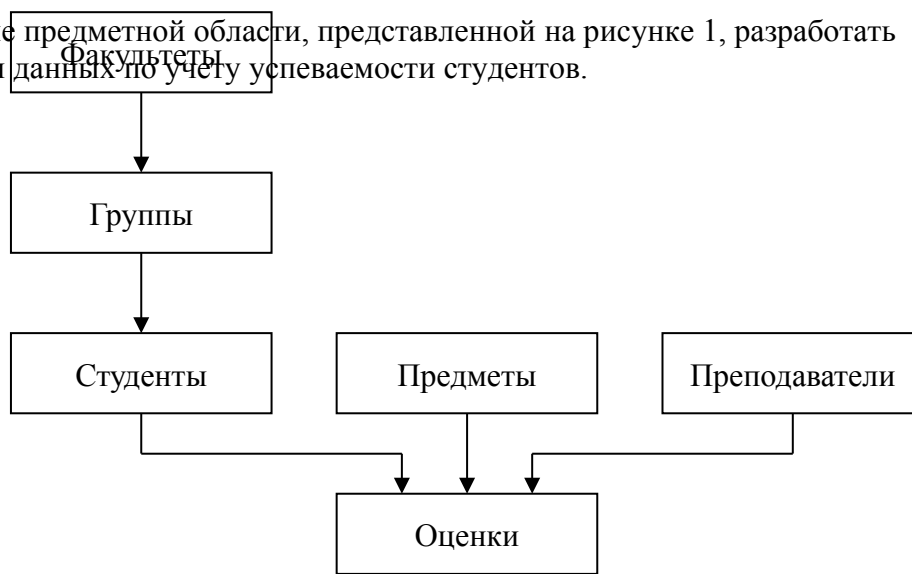 е предметной области, представленной на рисунке 1, разработать
и данных по учету успеваемости студентов.
Факультеты
Группы
Студенты Предметы Преподаватели
Оценки